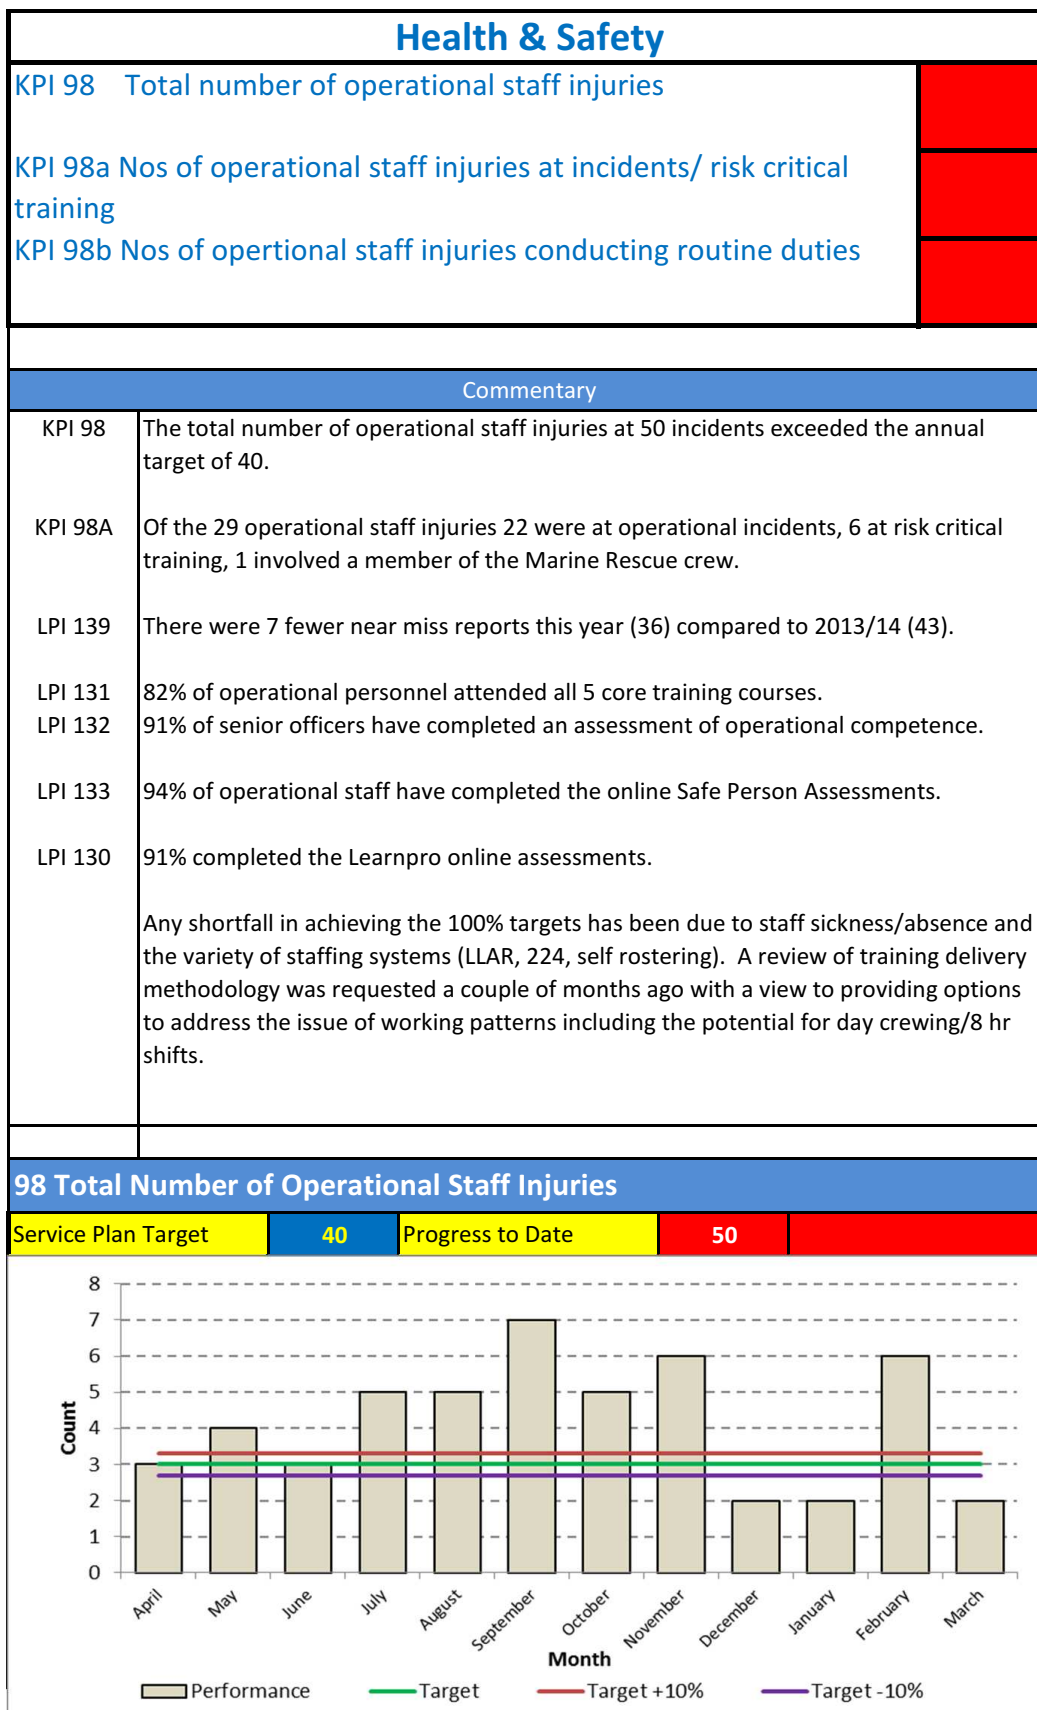 Health & Safety
KPI 98 Total number of operational staff injuries
KPI 98a Nos of operational staff injuries at incidents/ risk critical
training
KPI 98b Nos of opertional staff injuries conducting routine duties
Commentary
KPI 98 The total number of operational staff injuries at 50 incidents exceeded the annual
target of 40.
KPI 98A Of the 29 operational staff injuries 22 were at operational incidents, 6 at risk critical
training, 1 involved a member of the Marine Rescue crew.
LPI 139 There were 7 fewer near miss reports this year (36) compared to 2013/14 (43).
LPI 131 82% of operational personnel attended all 5 core training courses.
LPI 132 91% of senior officers have completed an assessment of operational competence.
LPI 133 94% of operational staff have completed the online Safe Person Assessments.
LPI 130 91% completed the Learnpro online assessments.
Any shortfall in achieving the 100% targets has been due to staff sickness/absence and
the variety of staffing systems (LLAR, 224, self rostering). A review of training delivery
methodology was requested a couple of months ago with a view to providing options
to address the issue of working patterns including the potential for day crewing/8 hr
shifts.
98 Total Number of Operational Staff Injuries
Service Plan Target 40 Progress to Date 50
8
7
6
5
4
3
2
1
0
Count
April May June July August September October November December January February March
Month
Performance Target Target +10% Target -10%